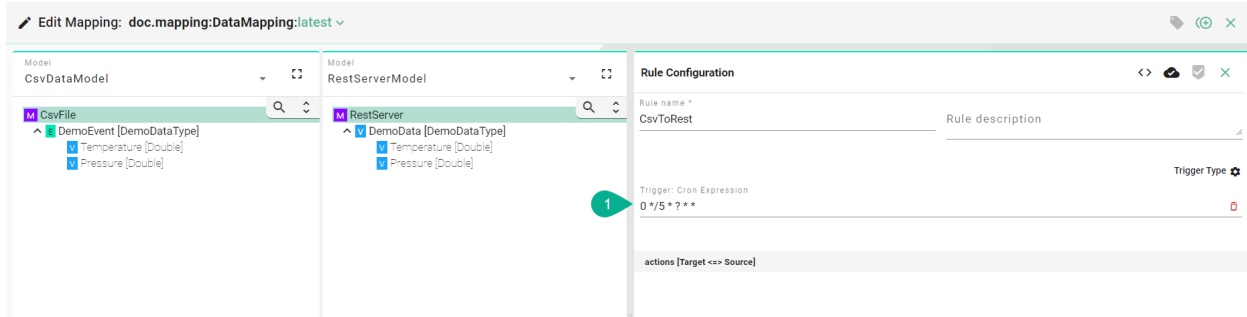 Edit Mapping: doc.mapping:DataMapping:latest
Model
CsvDataModel
M CsvFile
E DemoEvent [DemoDataType]
V Temperature [Double]
V Pressure [Double]
Model
RestServerModel
M RestServer
V DemoData [DemoDataType]
V Temperature [Double]
V Pressure [Double]
Rule Configuration
Rule name *
CsvToRest
Rule description
Trigger Type
Trigger: Cron Expression
1
0 */5 * ? * *
actions [Target <=> Source]